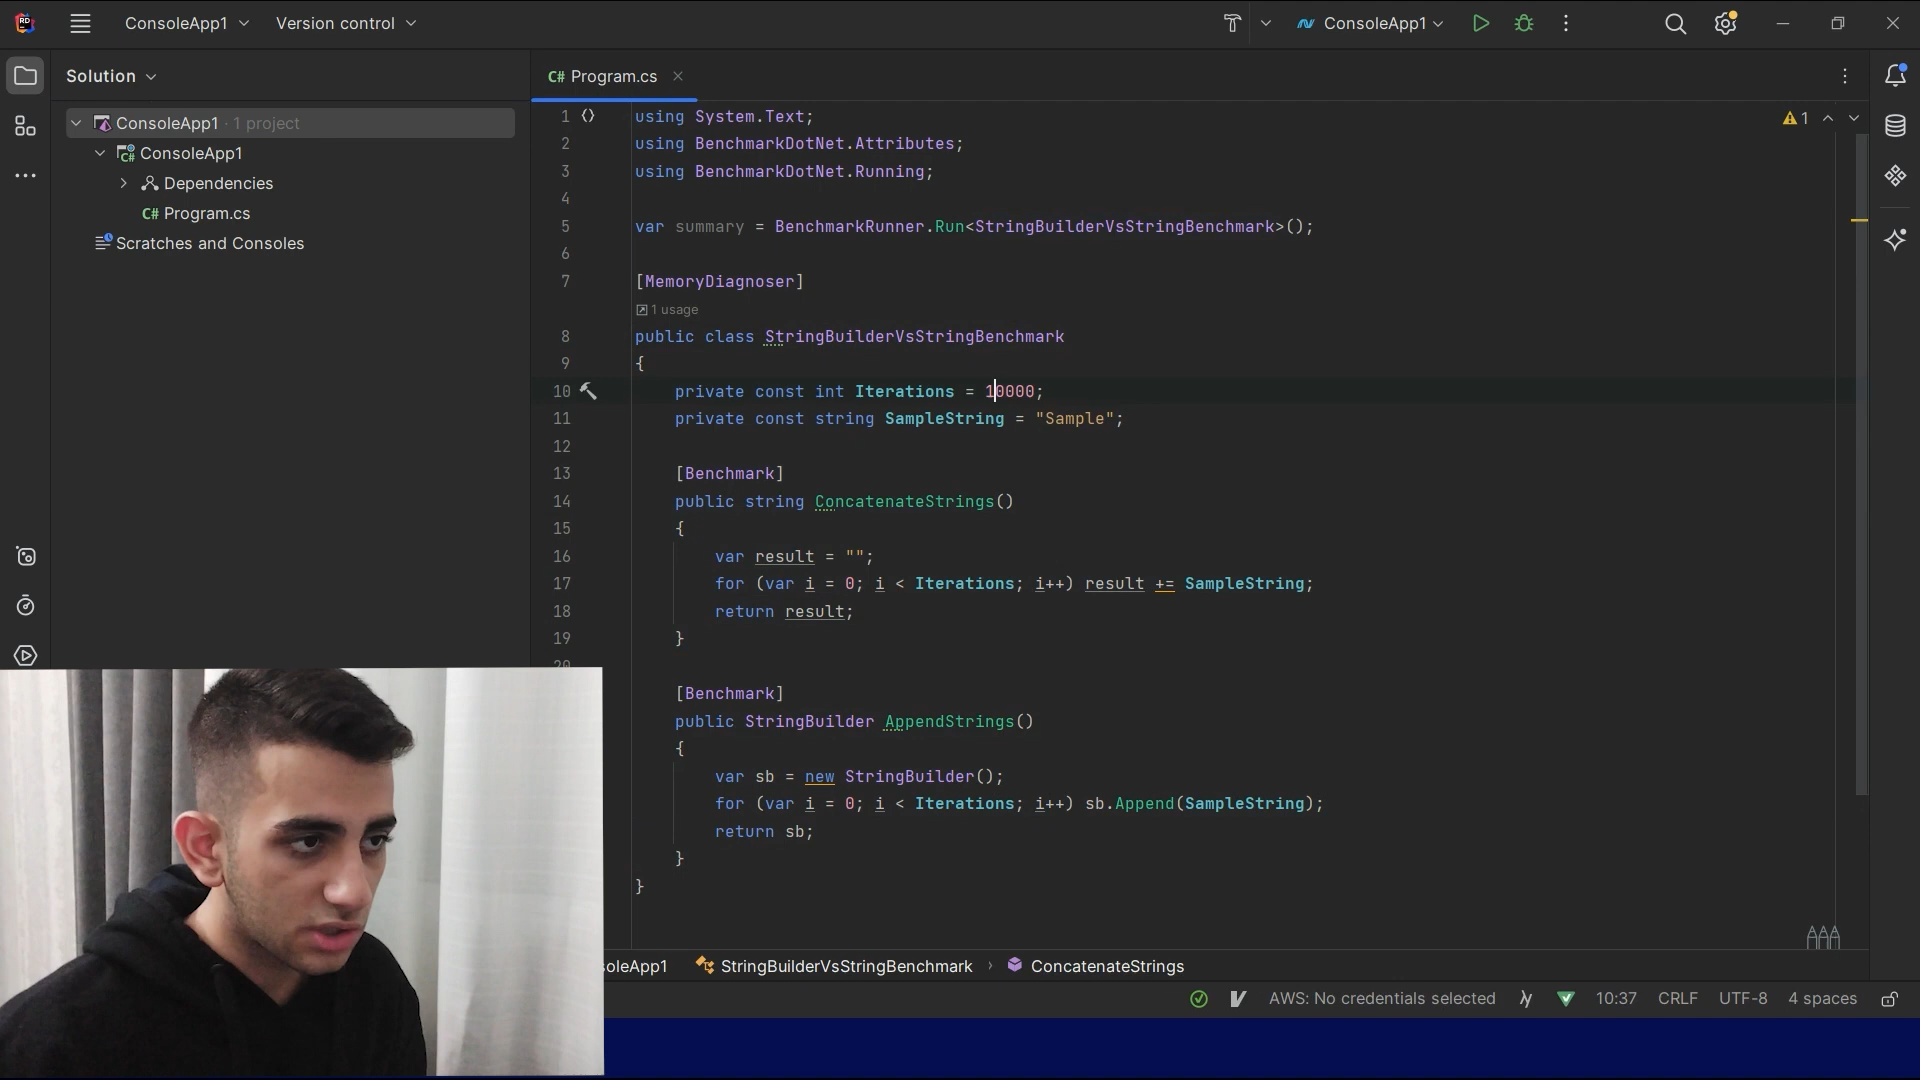 RD
ConsoleApp1
Version control
ConsoleApp1
Solution
C# Program.cs
ConsoleApp1 · 1 project
ConsoleApp1
Dependencies
C# Program.cs
Scratches and Consoles
1 using System.Text;
1
2 using BenchmarkDotNet.Attributes;
3 using BenchmarkDotNet.Running;
4
5 var summary = BenchmarkRunner.Run<StringBuilderVsStringBenchmark>();
6
7 [MemoryDiagnoser]
1 usage
8 public class StringBuilderVsStringBenchmark
9 {
10 private const int Iterations = 10000;
11 private const string SampleString = "Sample";
12
13 [Benchmark]
14 public string ConcatenateStrings()
15 {
16 var result = "";
17 for (var i = 0; i < Iterations; i++) result += SampleString;
18 return result;
19 }
20
[Benchmark]
public StringBuilder AppendStrings()
{
var sb = new StringBuilder();
for (var i = 0; i < Iterations; i++) sb.Append(SampleString);
return sb;
}
}
soleApp1 › StringBuilderVsStringBenchmark › ConcatenateStrings
AWS: No credentials selected
10:37
CRLF
UTF-8
4 spaces